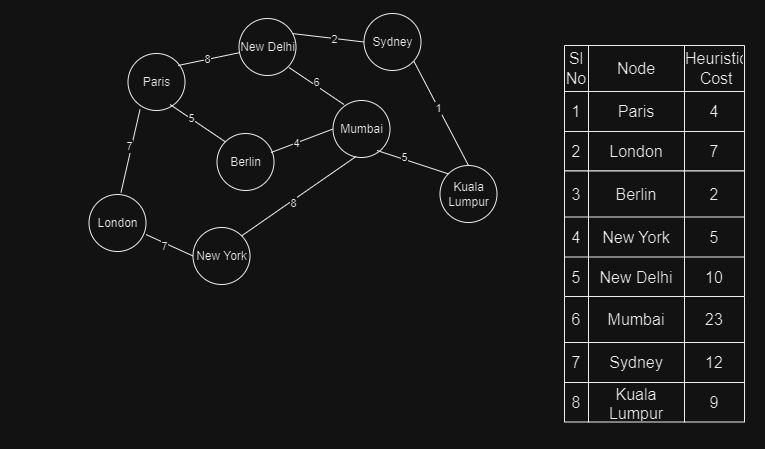 8
New Delhi
2
Sydney
Paris
6
5
1
Mumbai
4
7
Berlin
5
Kuala
Lumpur
8
London
7
New York
Sl No Node Heuristic Cost
1 Paris 4
2 London 7
3 Berlin 2
4 New York 5
5 New Delhi 10
6 Mumbai 23
7 Sydney 12
8 Kuala Lumpur 9